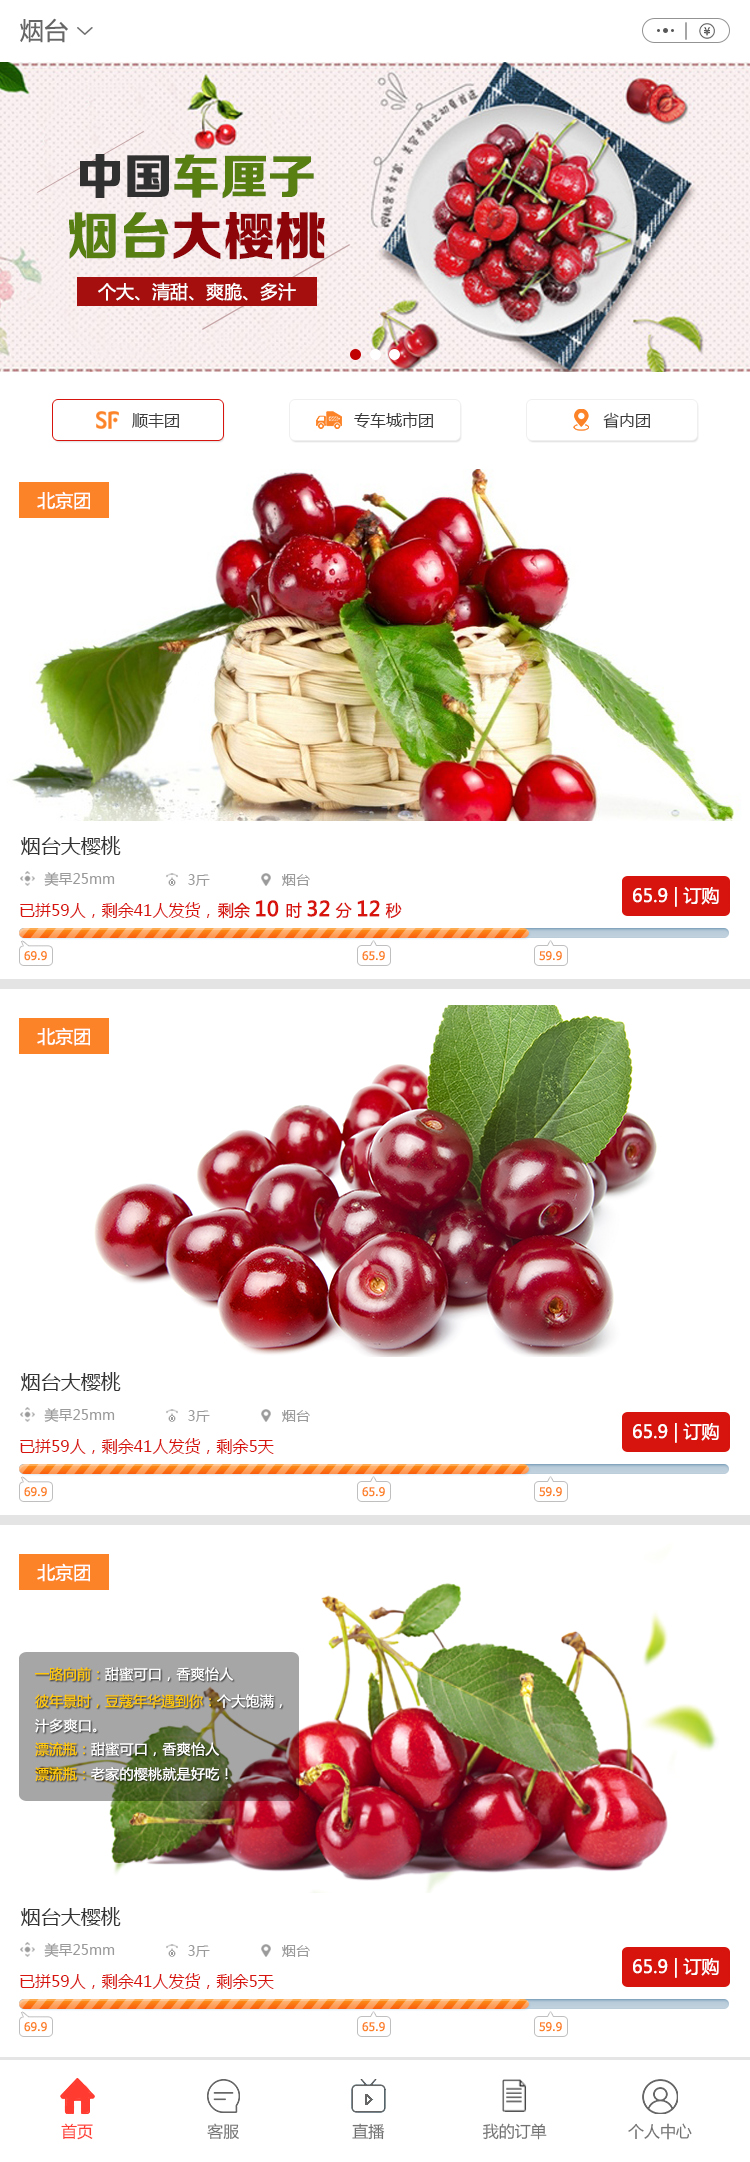 烟台
中国车厘子
烟台大樱桃
个大、清甜、爽脆、多汁
SF 顺丰团
专车城市团
省内团
北京团
烟台大樱桃
美早25mm 3斤 烟台
65.9 | 订购
已拼59人，剩余41人发货，剩余 10 时 32 分 12 秒
69.9 65.9 59.9
北京团
烟台大樱桃
美早25mm 3斤 烟台
65.9 | 订购
已拼59人，剩余41人发货，剩余5天
69.9 65.9 59.9
北京团
一路向前：甜蜜可口，香爽怡人
彼年景时，豆蔻年华遇到你：个大饱满，
汁多爽口。
漂流瓶：甜蜜可口，香爽怡人
漂流瓶：老家的樱桃就是好吃！
烟台大樱桃
美早25mm 3斤 烟台
65.9 | 订购
已拼59人，剩余41人发货，剩余5天
69.9 65.9 59.9
首页 客服 直播 我的订单 个人中心